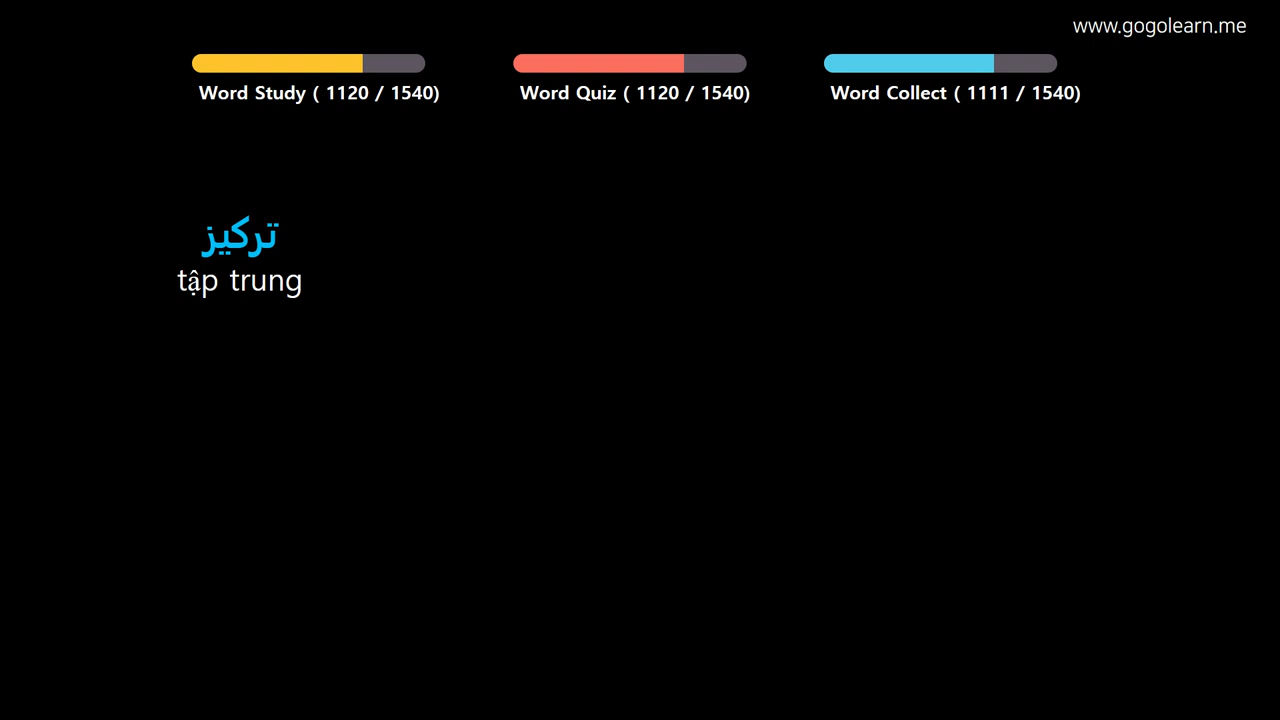 www.gogolearn.me
Word Study ( 1120 / 1540)
Word Quiz ( 1120 / 1540)
Word Collect ( 1111 / 1540)
تركيز
tập trung